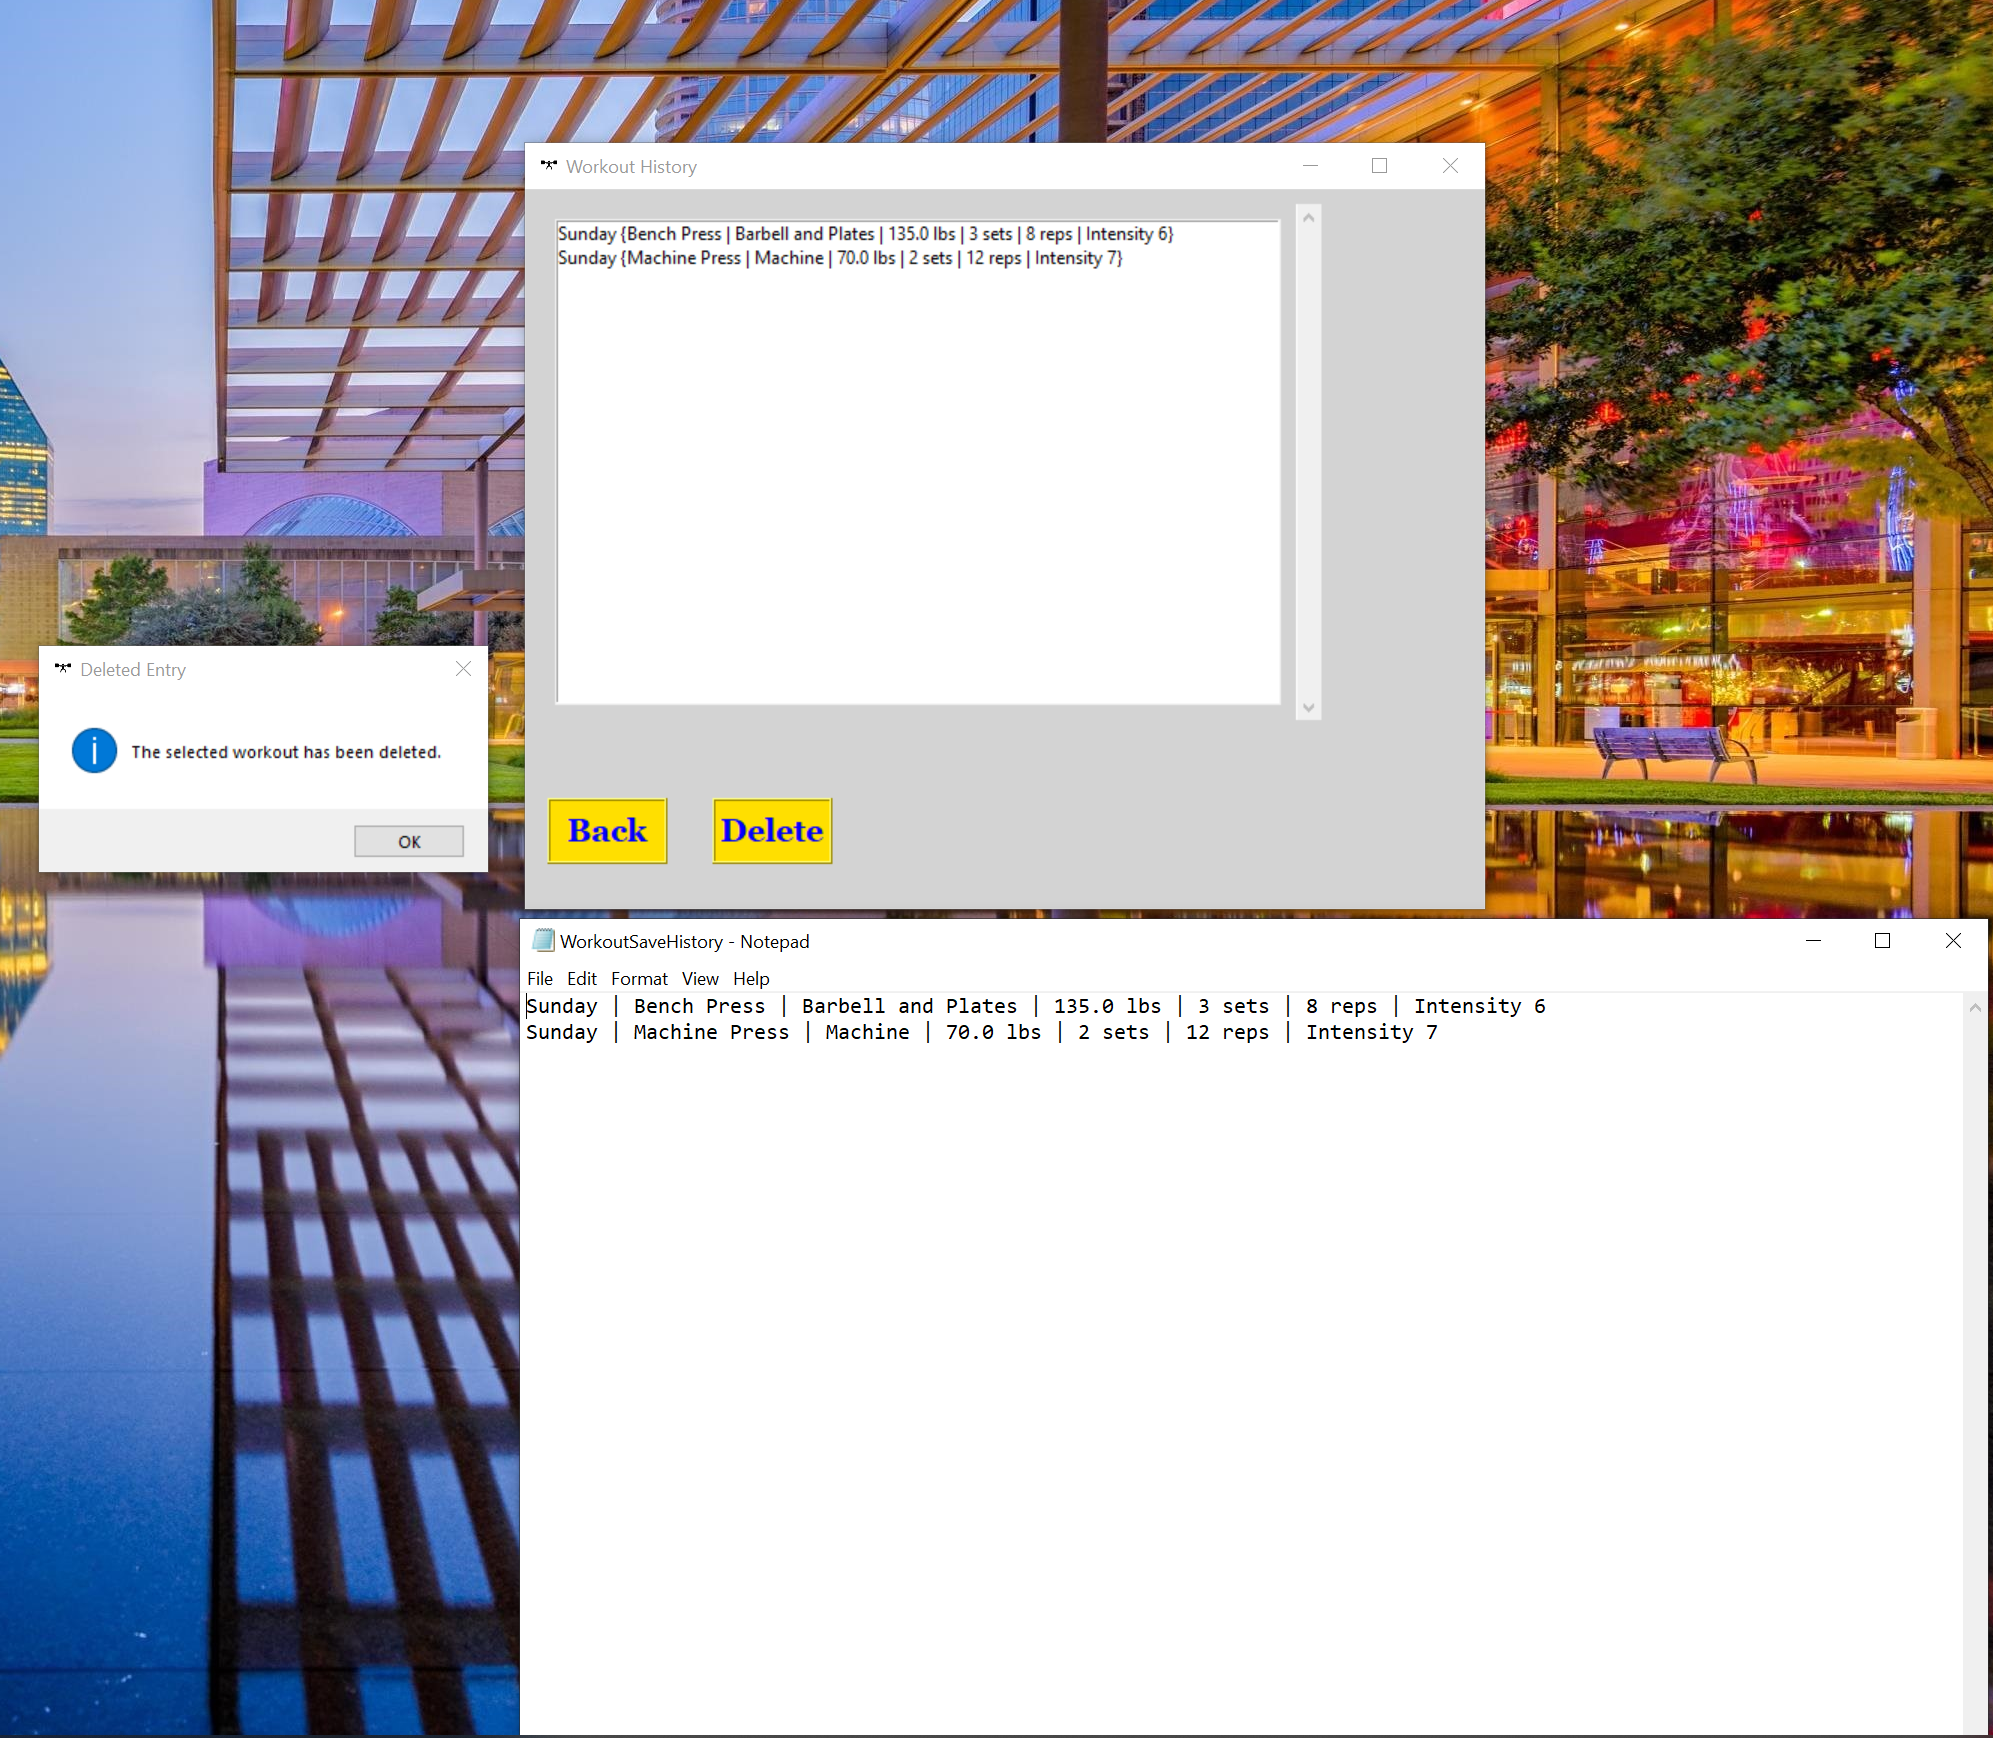 Workout History
Sunday {Bench Press | Barbell and Plates | 135.0 lbs | 3 sets | 8 reps | Intensity 6}
Sunday {Machine Press | Machine | 70.0 lbs | 2 sets | 12 reps | Intensity 7}
Back Delete
Deleted Entry
The selected workout has been deleted.
OK
WorkoutSaveHistory - Notepad
File Edit Format View Help
Sunday | Bench Press | Barbell and Plates | 135.0 lbs | 3 sets | 8 reps | Intensity 6
Sunday | Machine Press | Machine | 70.0 lbs | 2 sets | 12 reps | Intensity 7